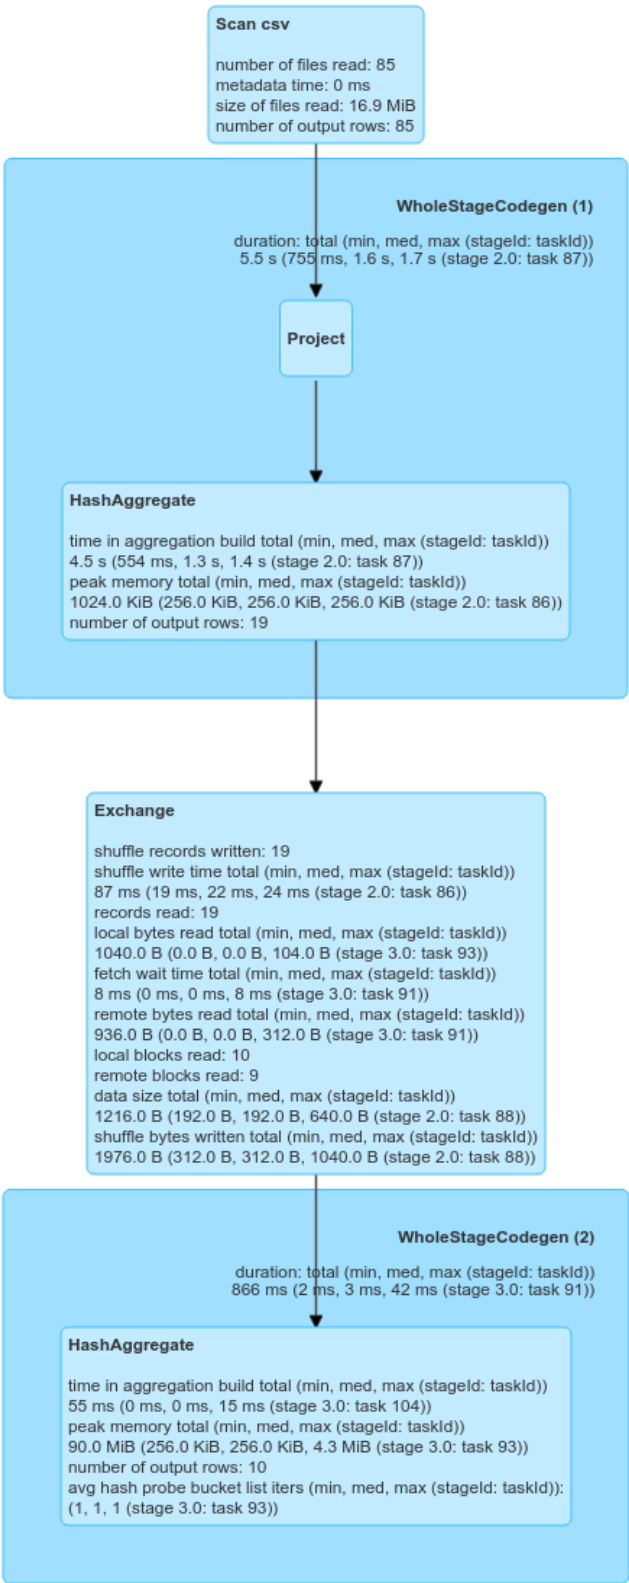 Scan csv
number of files read: 85
metadata time: 0 ms
size of files read: 16.9 MiB
number of output rows: 85
WholeStageCodegen (1)
duration: total (min, med, max (stageId: taskId))
5.5 s (755 ms, 1.6 s, 1.7 s (stage 2.0: task 87))
Project
HashAggregate
time in aggregation build total (min, med, max (stageId: taskId))
4.5 s (554 ms, 1.3 s, 1.4 s (stage 2.0: task 87))
peak memory total (min, med, max (stageId: taskId))
1024.0 KiB (256.0 KiB, 256.0 KiB, 256.0 KiB (stage 2.0: task 86))
number of output rows: 19
Exchange
shuffle records written: 19
shuffle write time total (min, med, max (stageId: taskId))
87 ms (19 ms, 22 ms, 24 ms (stage 2.0: task 86))
records read: 19
local bytes read total (min, med, max (stageId: taskId))
1040.0 B (0.0 B, 0.0 B, 104.0 B (stage 3.0: task 93))
fetch wait time total (min, med, max (stageId: taskId))
8 ms (0 ms, 0 ms, 8 ms (stage 3.0: task 91))
remote bytes read total (min, med, max (stageId: taskId))
936.0 B (0.0 B, 0.0 B, 312.0 B (stage 3.0: task 91))
local blocks read: 10
remote blocks read: 9
data size total (min, med, max (stageId: taskId))
1216.0 B (192.0 B, 192.0 B, 640.0 B (stage 2.0: task 88))
shuffle bytes written total (min, med, max (stageId: taskId))
1976.0 B (312.0 B, 312.0 B, 1040.0 B (stage 2.0: task 88))
WholeStageCodegen (2)
duration: total (min, med, max (stageId: taskId))
866 ms (2 ms, 3 ms, 42 ms (stage 3.0: task 91))
HashAggregate
time in aggregation build total (min, med, max (stageId: taskId))
55 ms (0 ms, 0 ms, 15 ms (stage 3.0: task 104))
peak memory total (min, med, max (stageId: taskId))
90.0 MiB (256.0 KiB, 256.0 KiB, 4.3 MiB (stage 3.0: task 93))
number of output rows: 10
avg hash probe bucket list iters (min, med, max (stageId: taskId)):
(1, 1, 1 (stage 3.0: task 93))